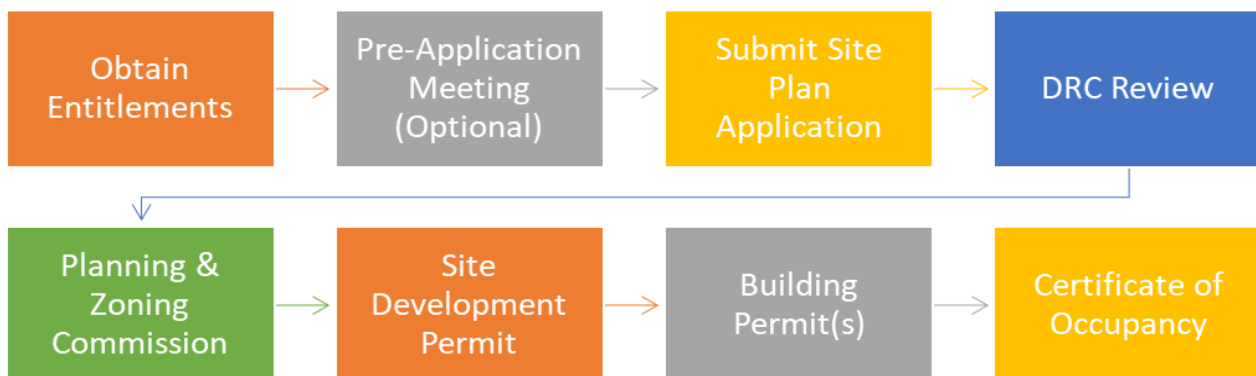 Obtain
Entitlements
Pre-Application
Meeting
(Optional)
Submit Site
Plan
Application
DRC Review
Planning &
Zoning
Commission
Site
Development
Permit
Building
Permit(s)
Certificate of
Occupancy